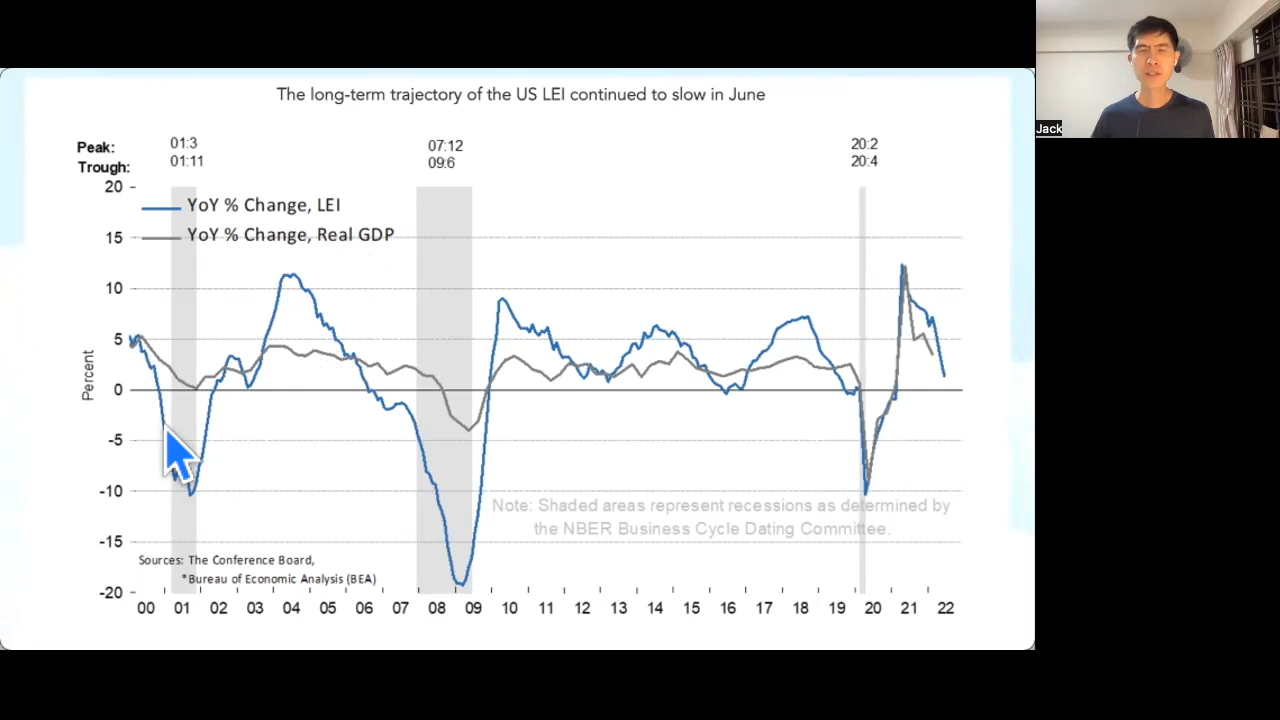 The long-term trajectory of the US LEI continued to slow in June
Jack
Peak: 01:3 07:12 20:2
Trough: 01:11 09:6 20:4
20
YoY % Change, LEI
15
YoY % Change, Real GDP
10
5
0
-5
-10
-15
-20
Percent
Note: Shaded areas represent recessions as determined by
the NBER Business Cycle Dating Committee.
Sources: The Conference Board,
*Bureau of Economic Analysis (BEA)
00 01 02 03 04 05 06 07 08 09 10 11 12 13 14 15 16 17 18 19 20 21 22